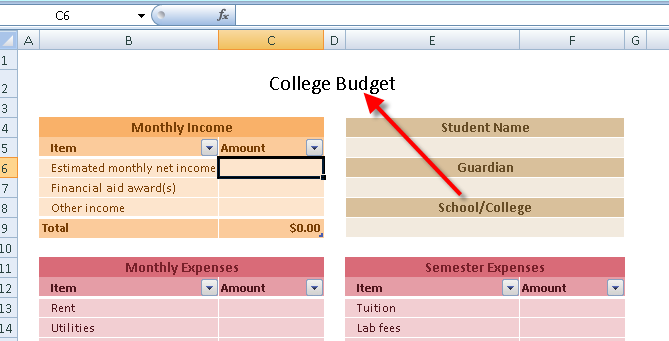 C6 fx
A B C D E F G
1
2 College Budget
3
4 Monthly Income Student Name
5 Item Amount
6 Estimated monthly net income Guardian
7 Financial aid award(s)
8 Other income School/College
9 Total $0.00
10
11 Monthly Expenses Semester Expenses
12 Item Amount Item Amount
13 Rent Tuition
14 Utilities Lab fees